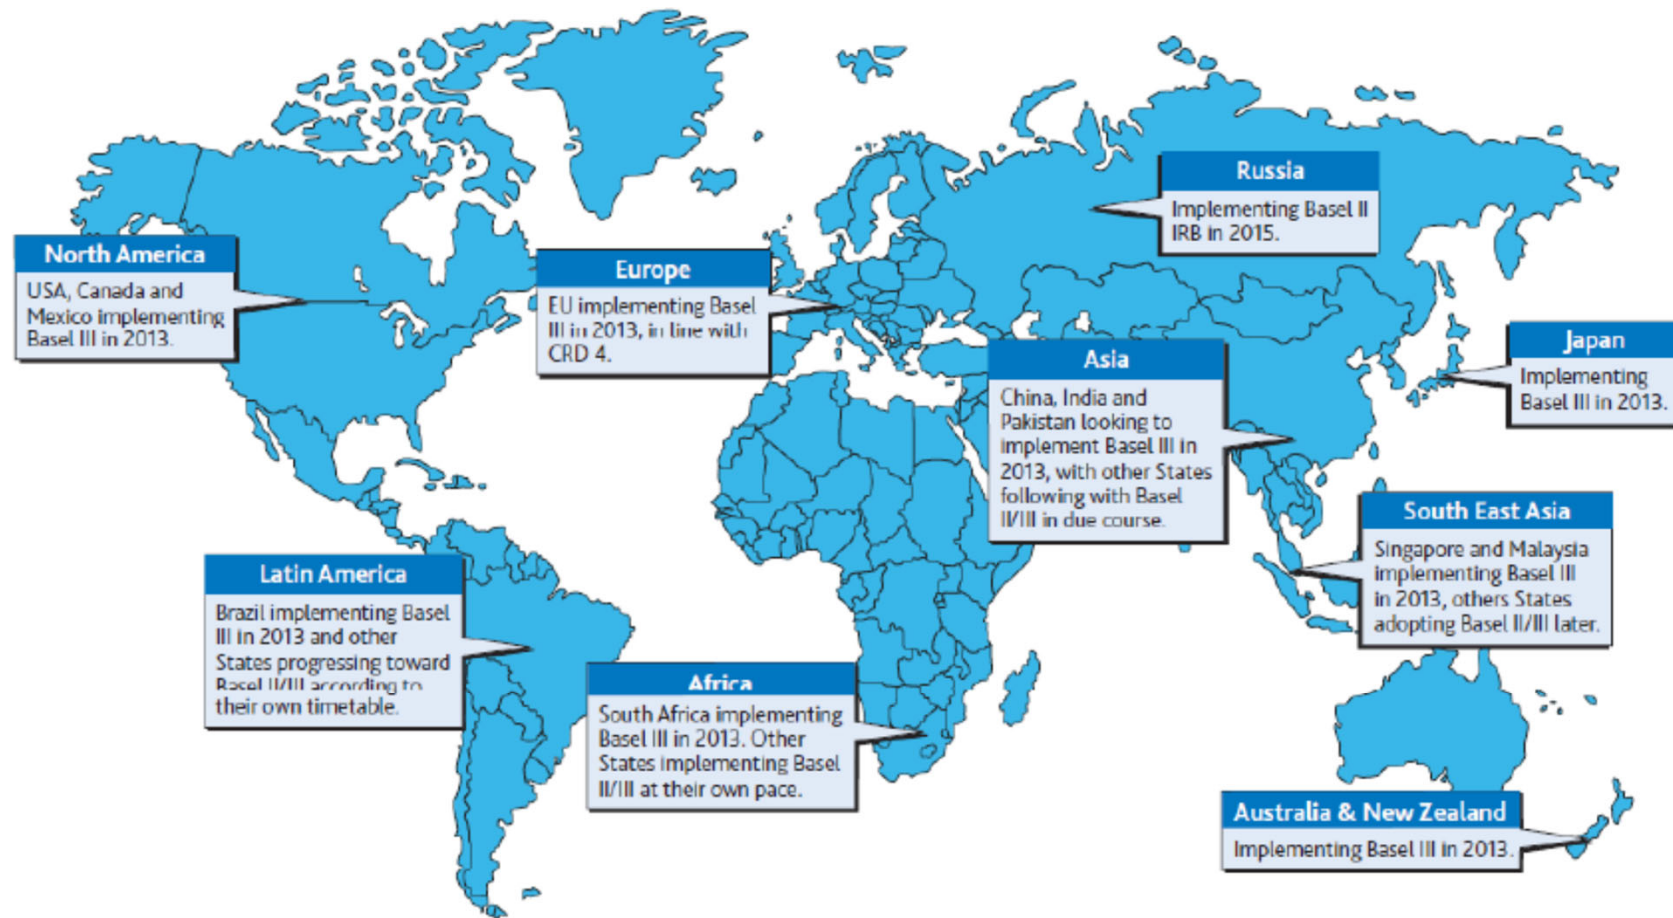 Russia
Implementing Basel II
IRB in 2015.
North America
USA, Canada and
Mexico implementing
Basel III in 2013.
Europe
EU implementing Basel
III in 2013, in line with
CRD 4.
Japan
Implementing
Basel III in 2013.
Asia
China, India and
Pakistan looking to
implement Basel III in
2013, with other States
following with Basel
II/III in due course.
South East Asia
Singapore and Malaysia
implementing Basel III
in 2013, others States
adopting Basel II/III later.
Latin America
Brazil implementing Basel
III in 2013 and other
States progressing toward
Basel II/III according to
their own timetable.
Africa
South Africa implementing
Basel III in 2013. Other
States implementing Basel
II/III at their own pace.
Australia & New Zealand
Implementing Basel III in 2013.